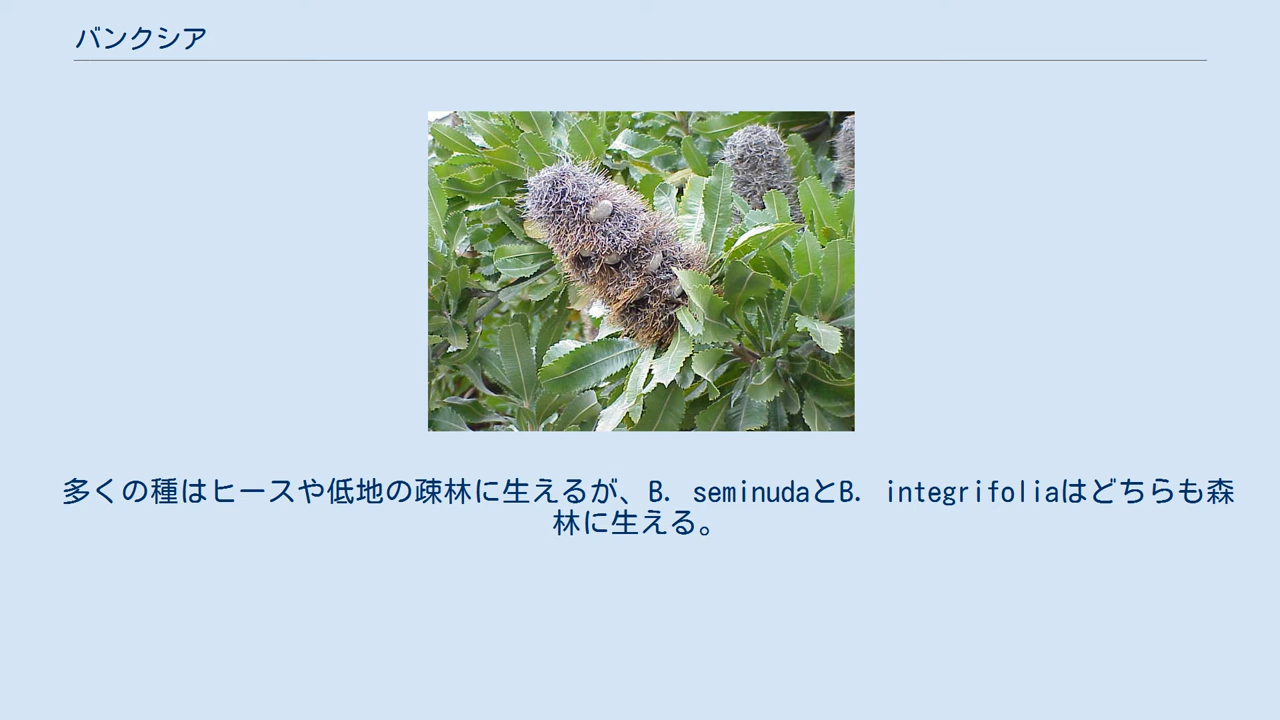 バンクシア
多くの種はヒースや低地の疎林に生えるが、B. seminudaとB. integrifoliaはどちらも森
林に生える。